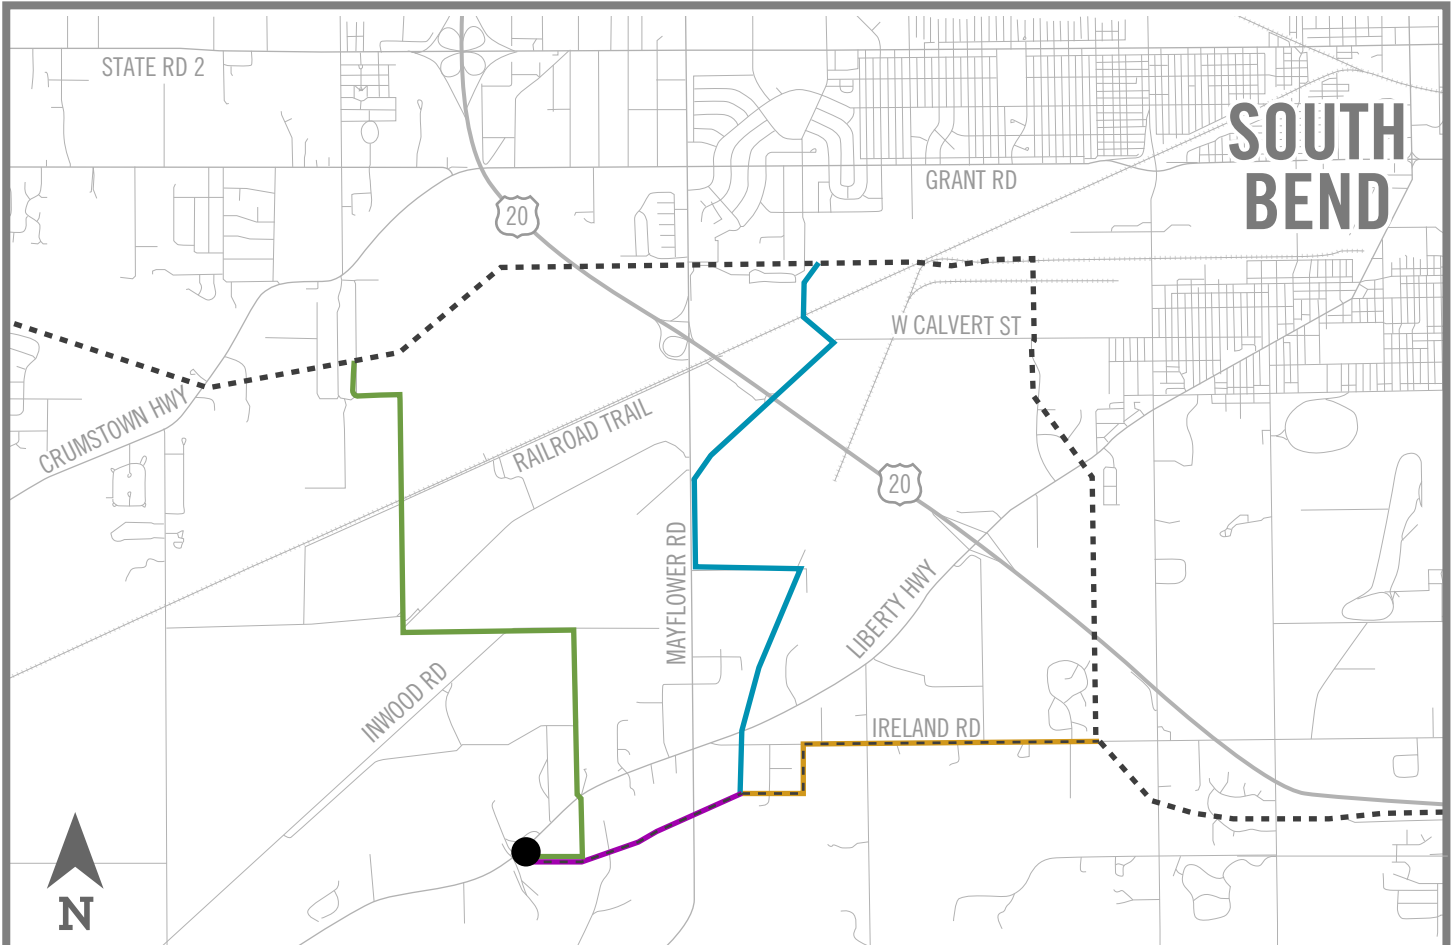 STATE RD 2
SOUTH
BEND
GRANT RD
20
W CALVERT ST
CRUMSTOWN HWY
RAILROAD TRAIL
20
MAYFLOWER RD
LIBERTY HWY
INWOOD RD
IRELAND RD
N